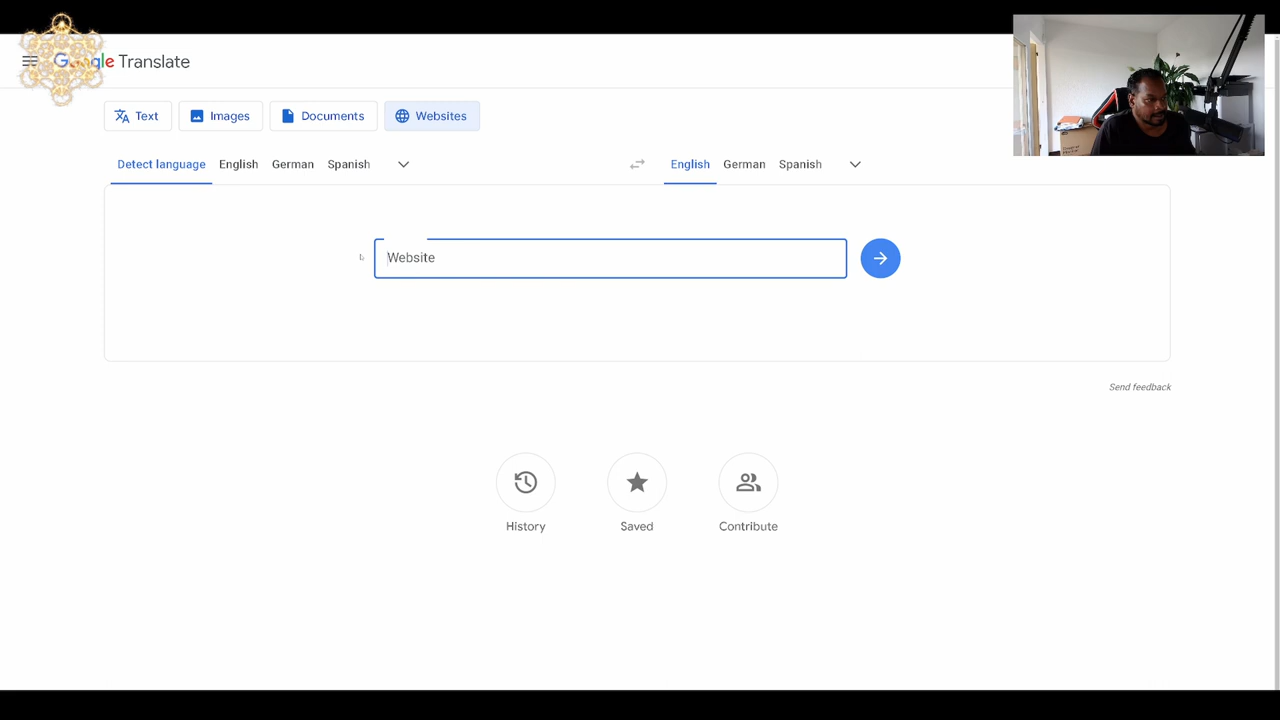 Google Translate
Text Images Documents Websites
Detect language English German Spanish English German Spanish
Website
Send feedback
History Saved Contribute